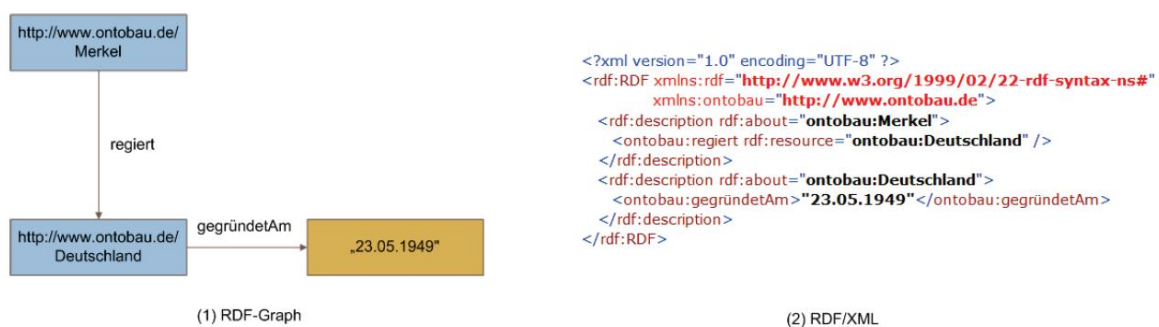 http://www.ontobau.de/
Merkel
regiert
http://www.ontobau.de/
Deutschland
gegründetAm
„23.05.1949"
(1) RDF-Graph
<?xml version="1.0" encoding="UTF-8" ?>
<rdf:RDF xmlns:rdf="http://www.w3.org/1999/02/22-rdf-syntax-ns#"
xmlns:ontobau="http://www.ontobau.de">
<rdf:description rdf:about="ontobau:Merkel">
<ontobau:regiert rdf:resource="ontobau:Deutschland" />
</rdf:description>
<rdf:description rdf:about="ontobau:Deutschland">
<ontobau:gegründetAm>"23.05.1949"</ontobau:gegründetAm>
</rdf:description>
</rdf:RDF>
(2) RDF/XML